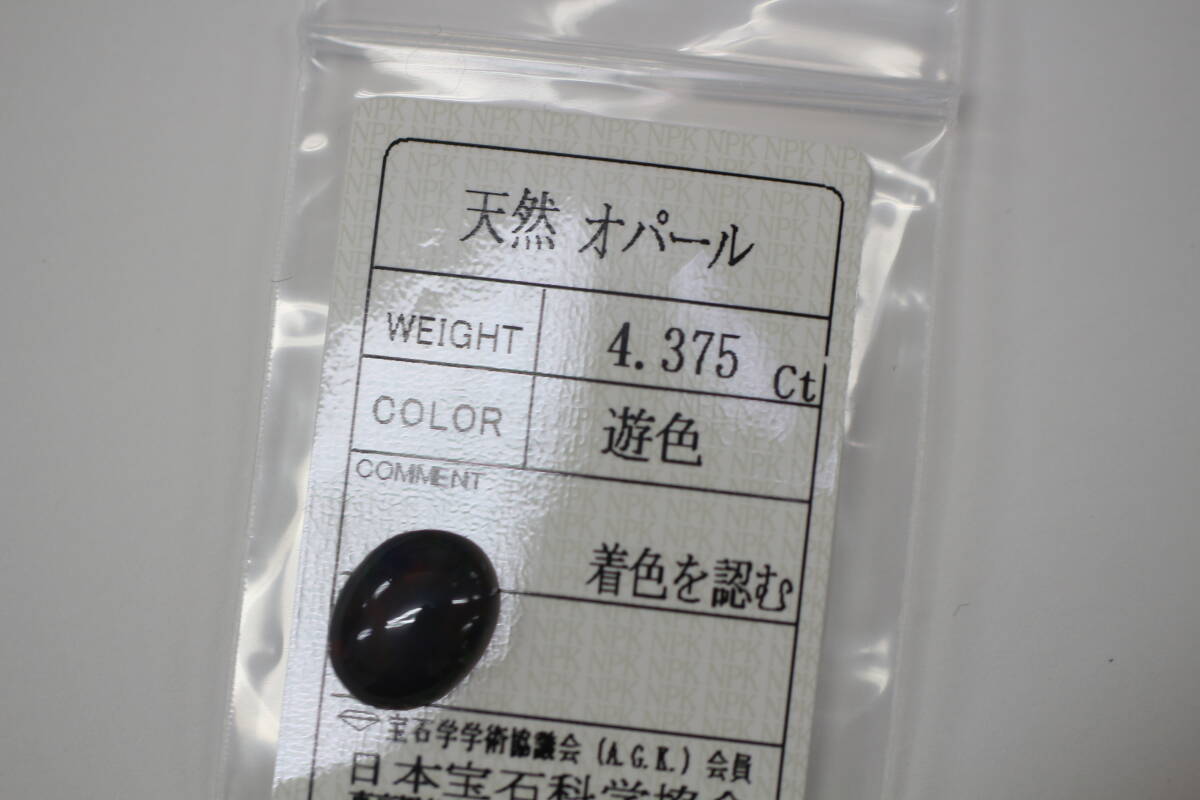 天然 オパール
WEIGHT 4.375 Ct
COLOR 遊色
COMMENT
着色を認む
宝石学学術協議会 (A.G.K.) 会員
日本宝石科学協会